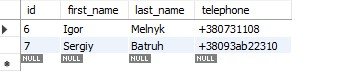 id first_name last_name telephone
6 Igor Melnyk +380731108
7 Sergiy Batruh +38093ab22310
NULL NULL NULL NULL